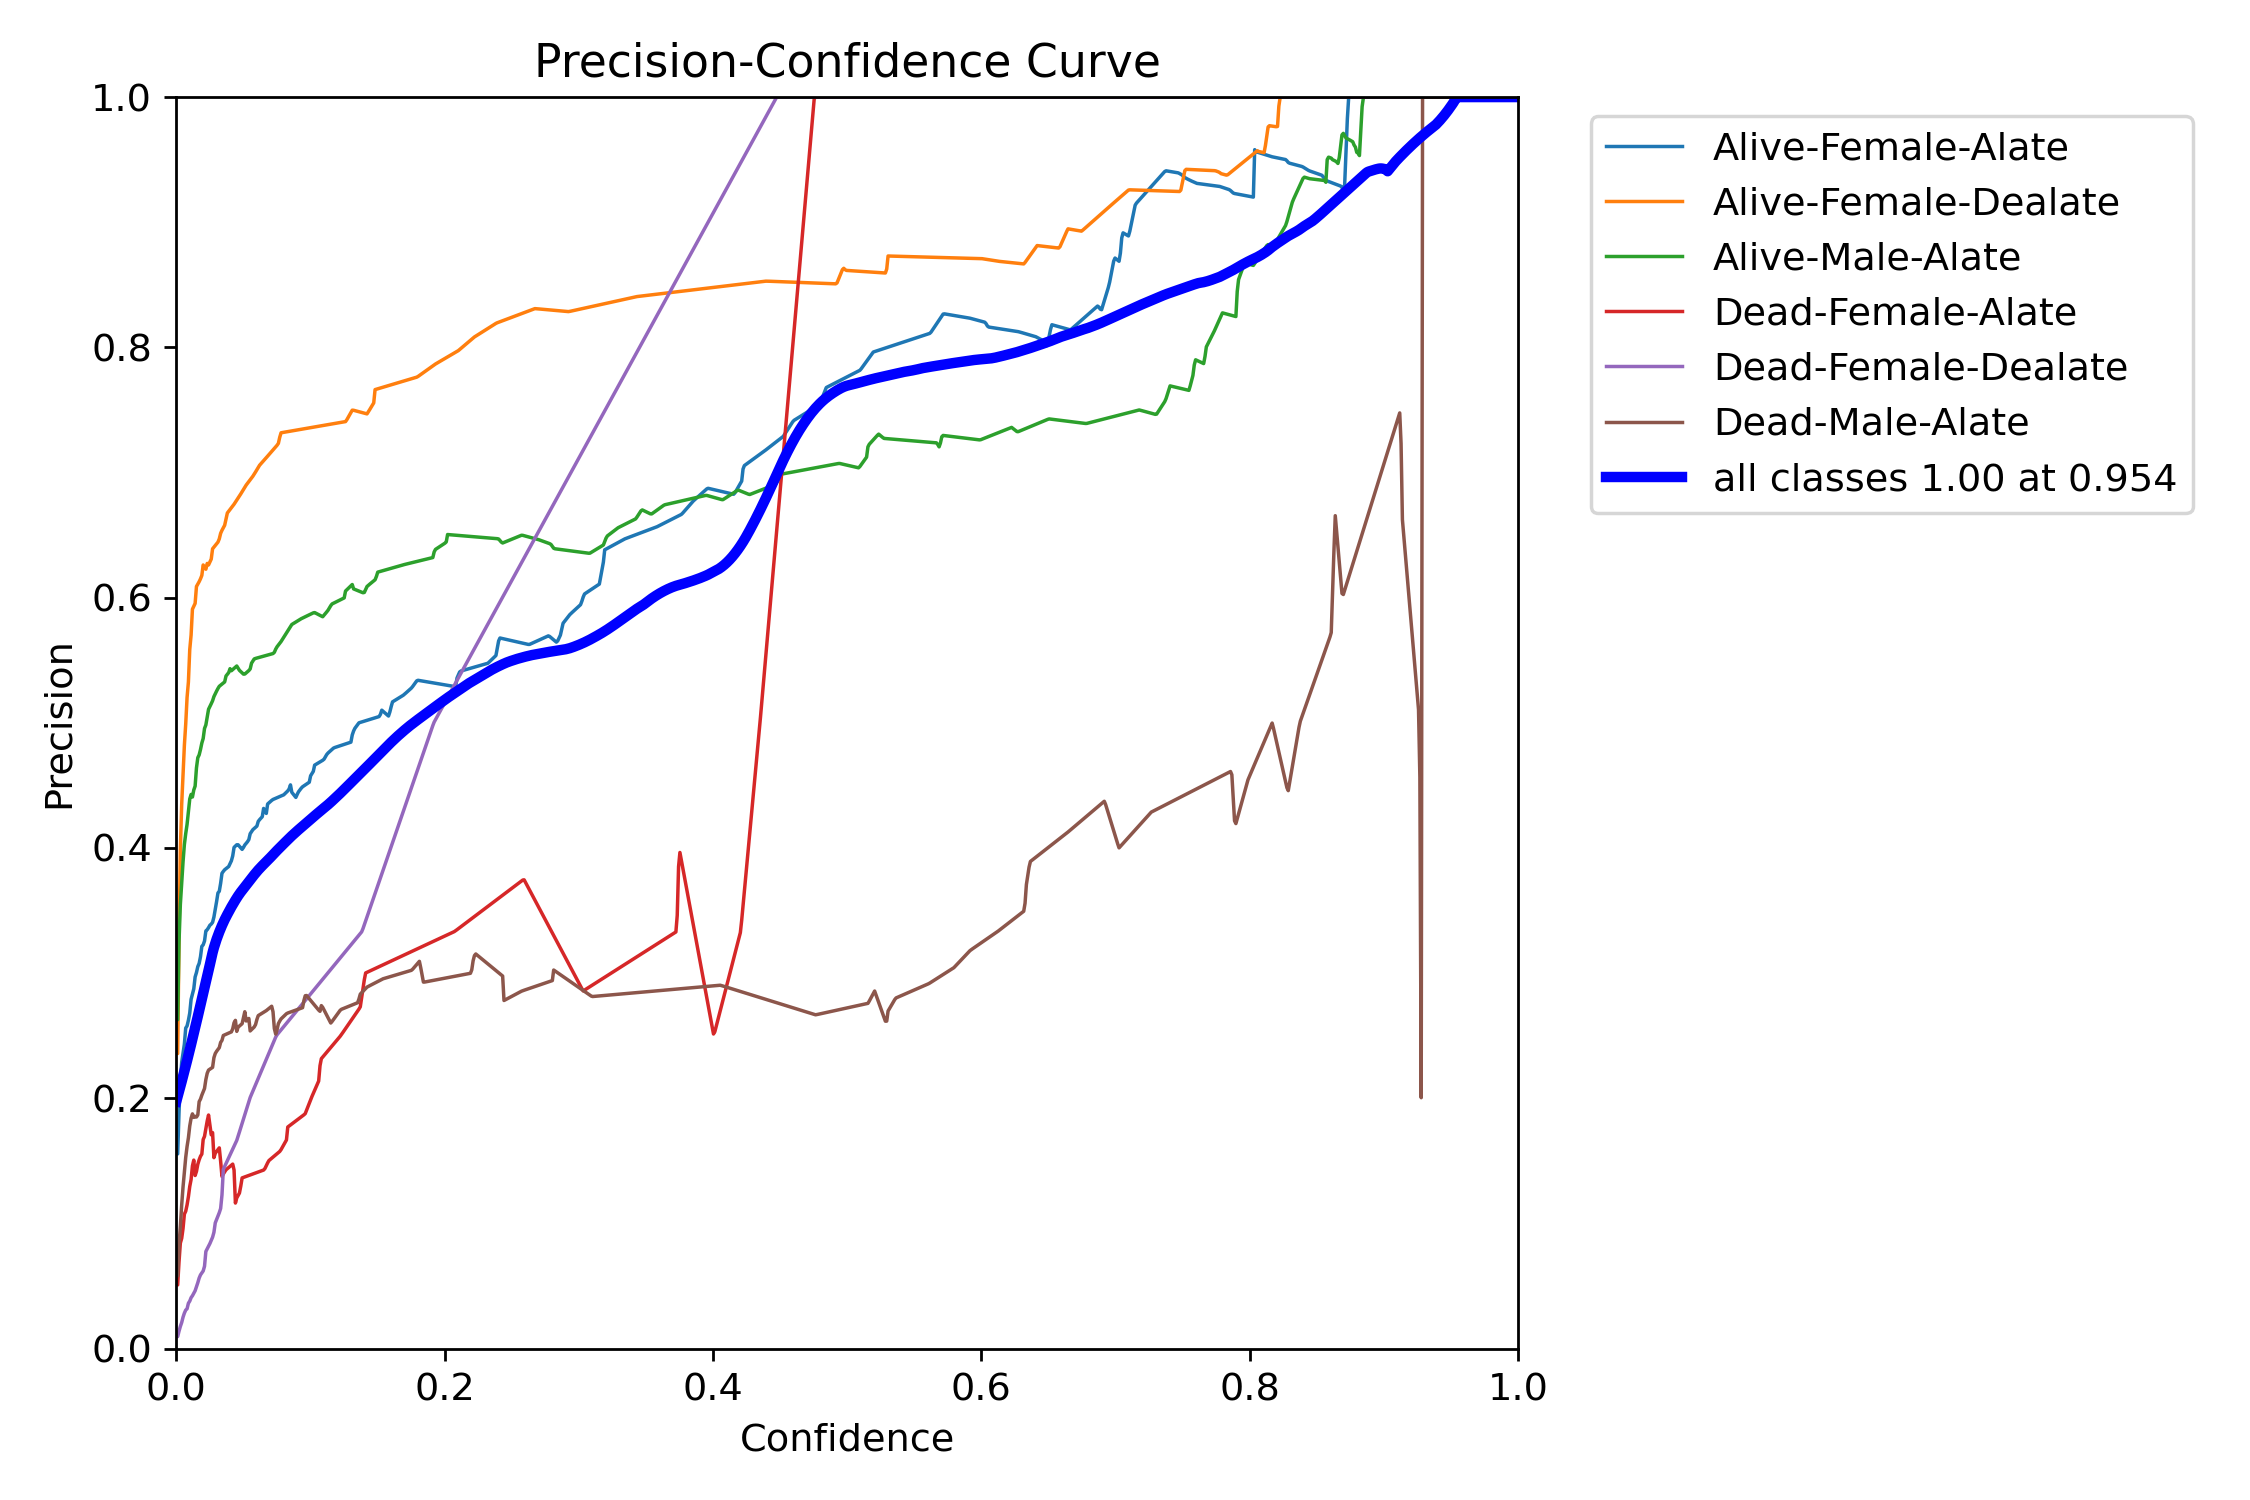 Precision-Confidence Curve
1.0
0.8
0.6
0.4
0.2
0.0
Precision
0.0 0.2 0.4 0.6 0.8 1.0
Confidence
Alive-Female-Alate
Alive-Female-Dealate
Alive-Male-Alate
Dead-Female-Alate
Dead-Female-Dealate
Dead-Male-Alate
all classes 1.00 at 0.954